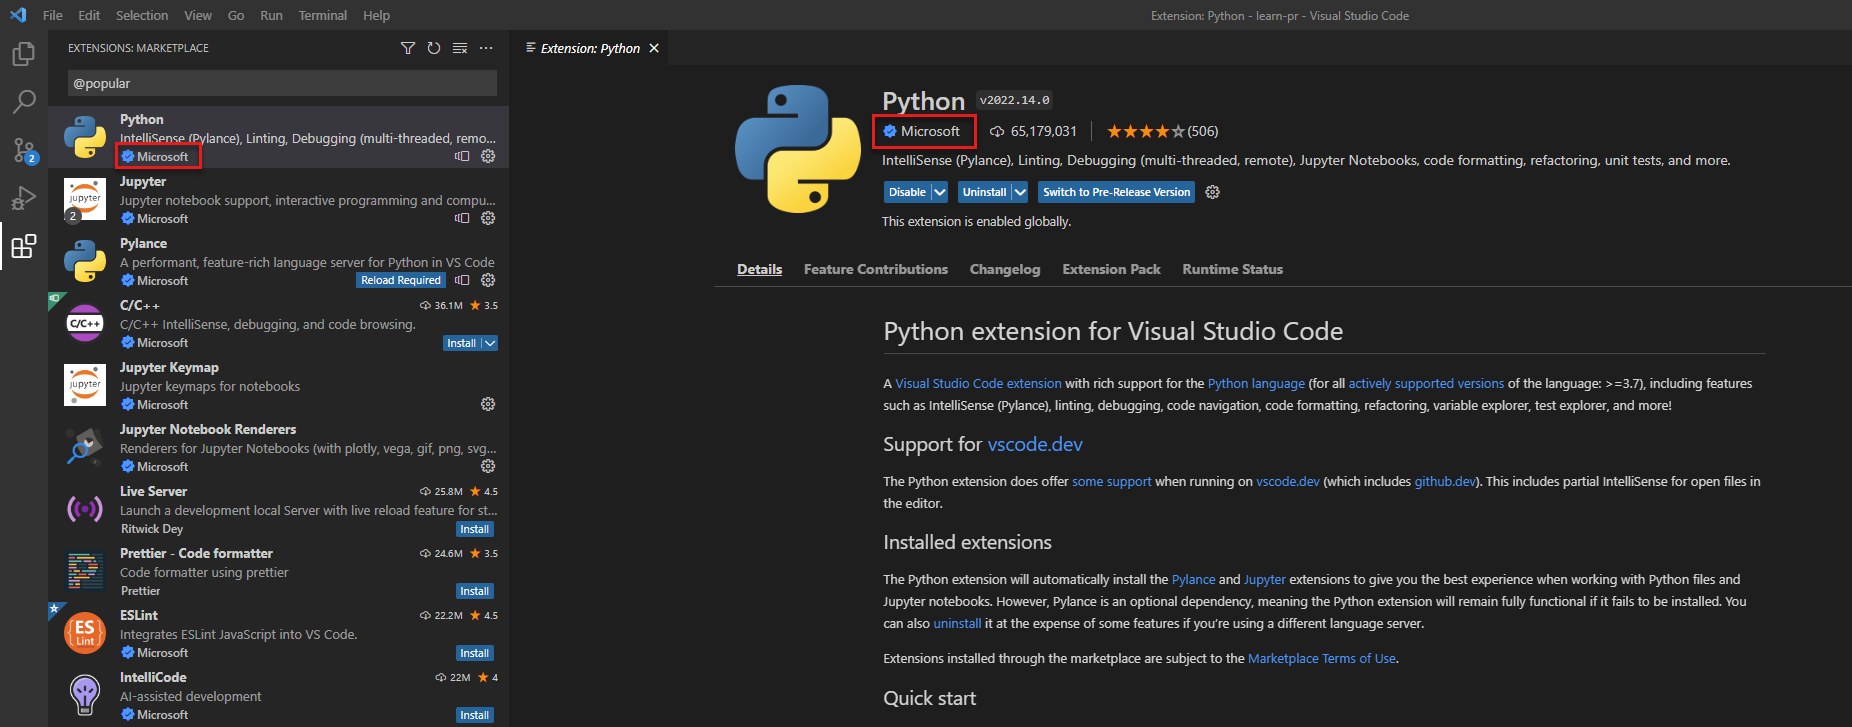 File Edit Selection View Go Run Terminal Help
Extension: Python - learn-pr - Visual Studio Code
EXTENSIONS: MARKETPLACE
@popular
Python
IntelliSense (Pylance), Linting, Debugging (multi-threaded, remo...
Microsoft
Jupyter
Jupyter notebook support, interactive programming and compu...
Microsoft
jupyter
2
Pylance
A performant, feature-rich language server for Python in VS Code
Microsoft Reload Required
C/C++ 36.1M 3.5
C/C++ IntelliSense, debugging, and code browsing.
Microsoft Install
C/C++
Jupyter Keymap
Jupyter keymaps for notebooks
Microsoft
jupyter
Jupyter Notebook Renderers
Renderers for Jupyter Notebooks (with plotly, vega, gif, png, svg...
Microsoft
Live Server 25.8M 4.5
Launch a development local Server with live reload feature for st...
Ritwick Dey Install
Prettier - Code formatter 24.6M 3.5
Code formatter using prettier
Prettier Install
ESLint 22.2M 4.5
Integrates ESLint JavaScript into VS Code.
Microsoft Install
ES
Lint
IntelliCode 22M 4
AI-assisted development
Microsoft Install
2
Extension: Python
Python v2022.14.0
Microsoft 65,179,031 (506)
IntelliSense (Pylance), Linting, Debugging (multi-threaded, remote), Jupyter Notebooks, code formatting, refactoring, unit tests, and more.
Disable Uninstall Switch to Pre-Release Version
This extension is enabled globally.
Details Feature Contributions Changelog Extension Pack Runtime Status
Python extension for Visual Studio Code
A Visual Studio Code extension with rich support for the Python language (for all actively supported versions of the language: >=3.7), including features
such as IntelliSense (Pylance), linting, debugging, code navigation, code formatting, refactoring, variable explorer, test explorer, and more!
Support for vscode.dev
The Python extension does offer some support when running on vscode.dev (which includes github.dev). This includes partial IntelliSense for open files in
the editor.
Installed extensions
The Python extension will automatically install the Pylance and Jupyter extensions to give you the best experience when working with Python files and
Jupyter notebooks. However, Pylance is an optional dependency, meaning the Python extension will remain fully functional if it fails to be installed. You
can also uninstall it at the expense of some features if you're using a different language server.
Extensions installed through the marketplace are subject to the Marketplace Terms of Use.
Quick start